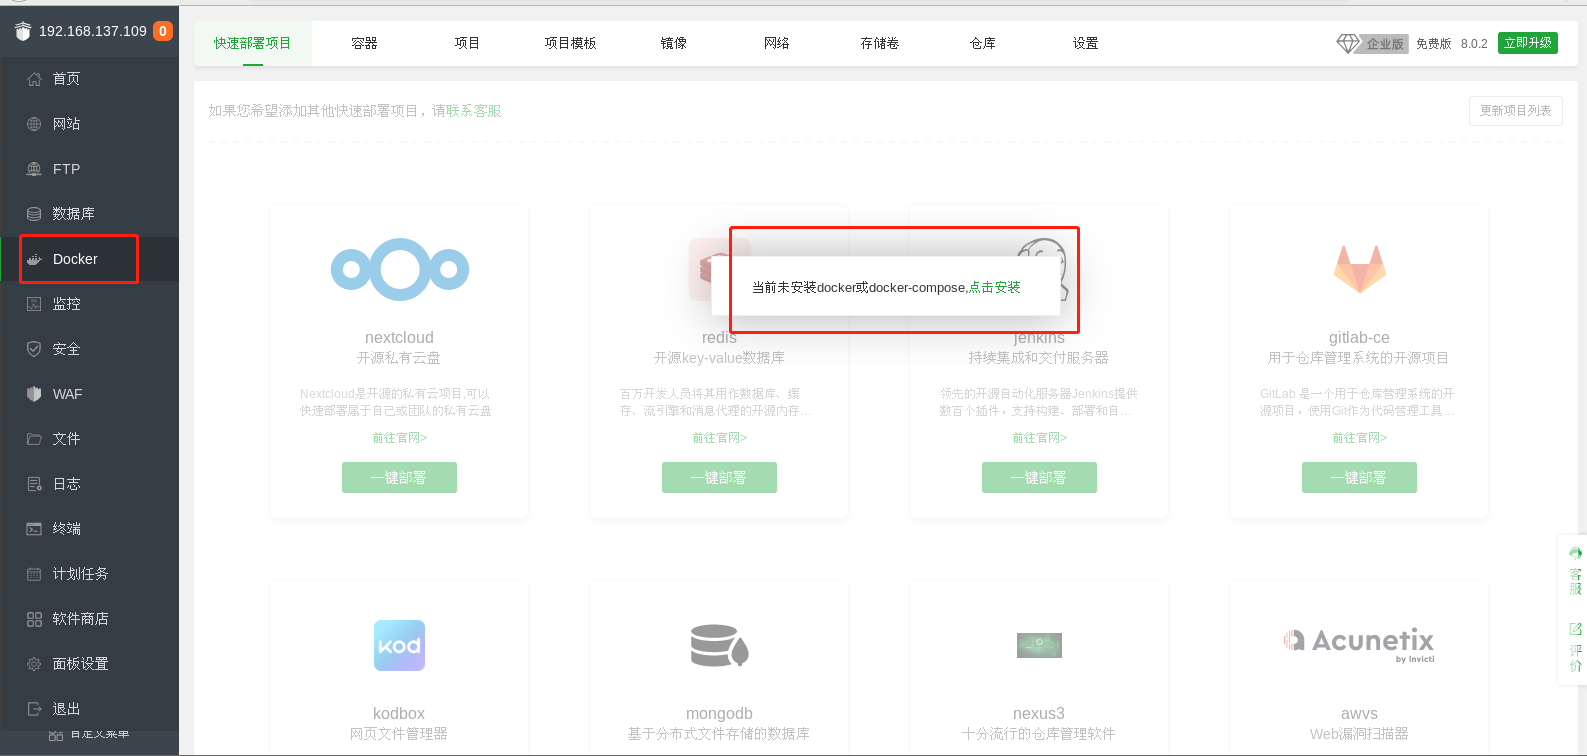 192.168.137.109 0
首页
网站
FTP
数据库
Docker
监控
安全
WAF
文件
日志
终端
计划任务
软件商店
面板设置
退出
自定义菜单
快速部署项目 容器 项目 项目模板 镜像 网络 存储卷 仓库 设置
企业版 免费版 8.0.2 立即升级
如果您希望添加其他快速部署项目，请联系客服
更新项目列表
当前未安装docker或docker-compose,点击安装
nextcloud
开源私有云盘
Nextcloud是开源的私有云项目,可以
快速部署属于自己或团队的私有云盘
前往官网>
一键部署
redis
开源key-value数据库
百万开发人员将其用作数据库、缓
存、流引擎和消息代理的开源内存...
前往官网>
一键部署
jenkins
持续集成和交付服务器
领先的开源自动化服务器Jenkins提供
数百个插件，支持构建、部署和自...
前往官网>
一键部署
gitlab-ce
用于仓库管理系统的开源项目
GitLab 是一个用于仓库管理系统的开
源项目，使用Git作为代码管理工具...
前往官网>
一键部署
kod
kodbox
网页文件管理器
mongodb
基于分布式文件存储的数据库
nexus3
十分流行的仓库管理软件
Acunetix
by Invicti
awvs
Web漏洞扫描器
客服
评价